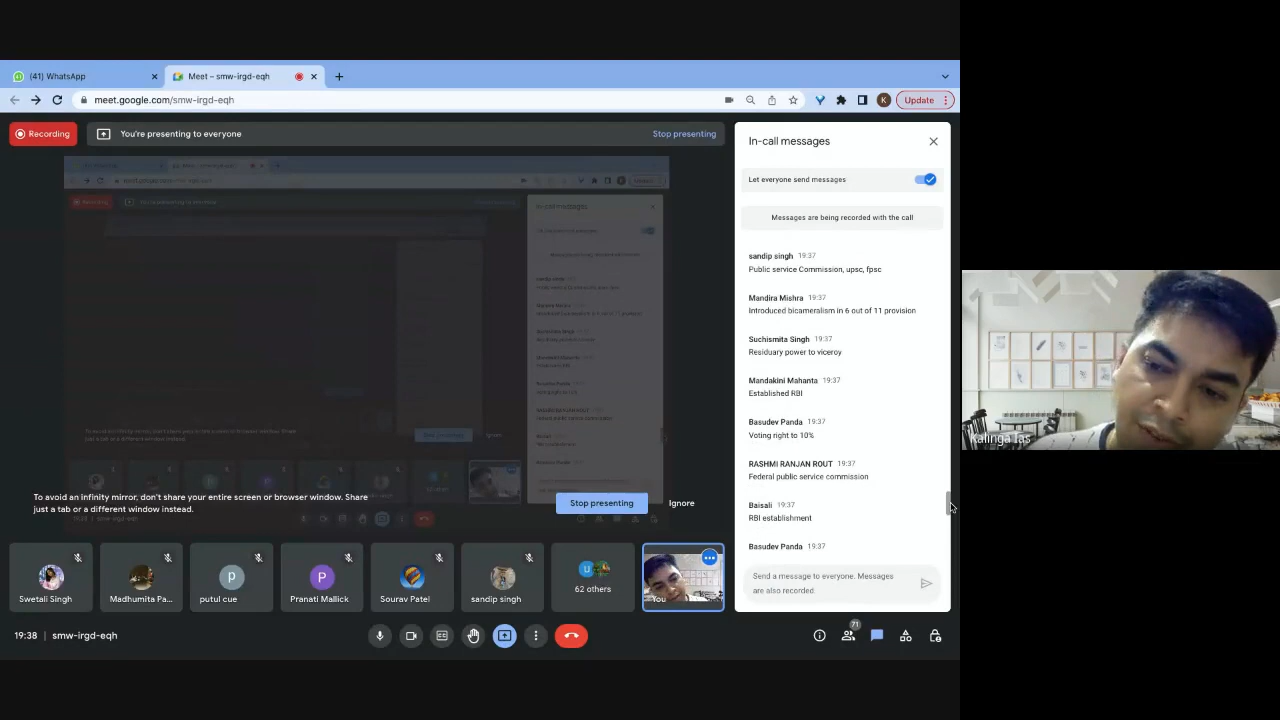 (41) WhatsApp
Meet – smw-irgd-eqh
meet.google.com/smw-irgd-eqh
K
Update
Recording
You're presenting to everyone
Stop presenting
In-call messages
Let everyone send messages
Messages are being recorded with the call
sandip singh 19:37
Public service Commission, upsc, fpsc
Mandira Mishra 19:37
Introduced bicameralism in 6 out of 11 provision
Suchismita Singh 19:37
Residuary power to viceroy
Mandakini Mahanta 19:37
Established RBI
Basudev Panda 19:37
Voting right to 10%
RASHMI RANJAN ROUT 19:37
Federal public service commission
Baisali 19:37
RBI establishment
Basudev Panda 19:37
Send a message to everyone. Messages
are also recorded.
To avoid an infinity mirror, don't share your entire screen or browser window. Share
just a tab or a different window instead.
Stop presenting
Ignore
Swetali Singh
Madhumita Pa...
p
putul cue
P
Pranati Mallick
Sourav Patel
sandip singh
U
62 others
You
19:38 | smw-irgd-eqh
71
Kalinga Ias